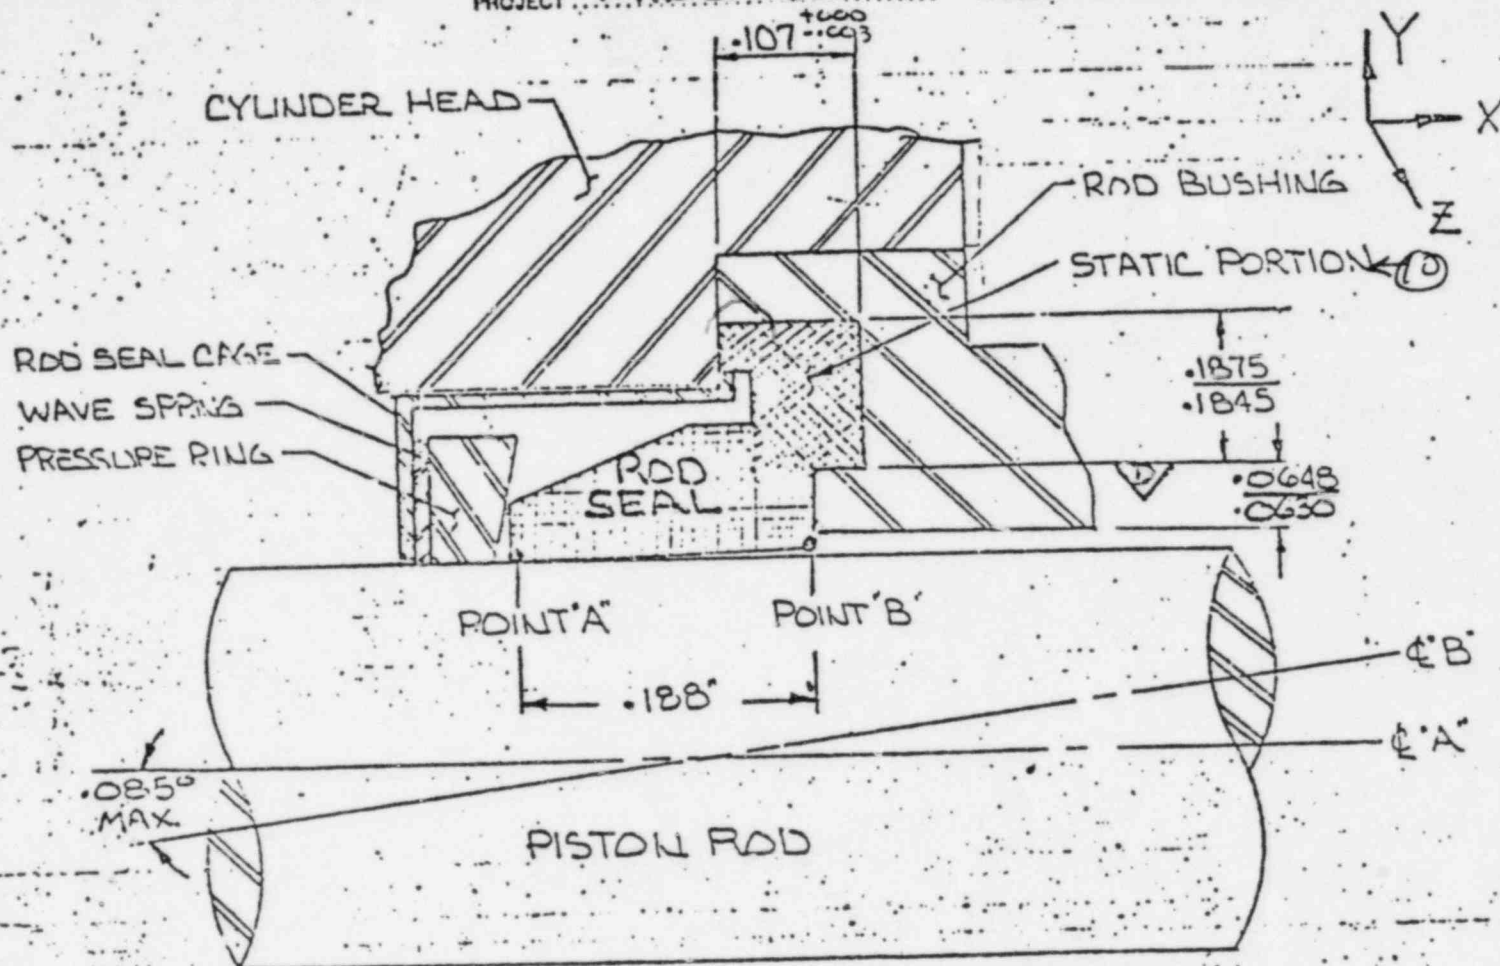 PROJECT
.107 +.000 -.003
Y
X
Z
CYLINDER HEAD
ROD BUSHING
STATIC PORTION
ROD SEAL CAGE
WAVE SPRING
PRESSURE RING
.1875
.1845
ROD
SEAL
D
.0648
.0630
POINT "A"
POINT "B"
.188"
℄ "B"
℄ "A"
.085°
MAX.
PISTON ROD